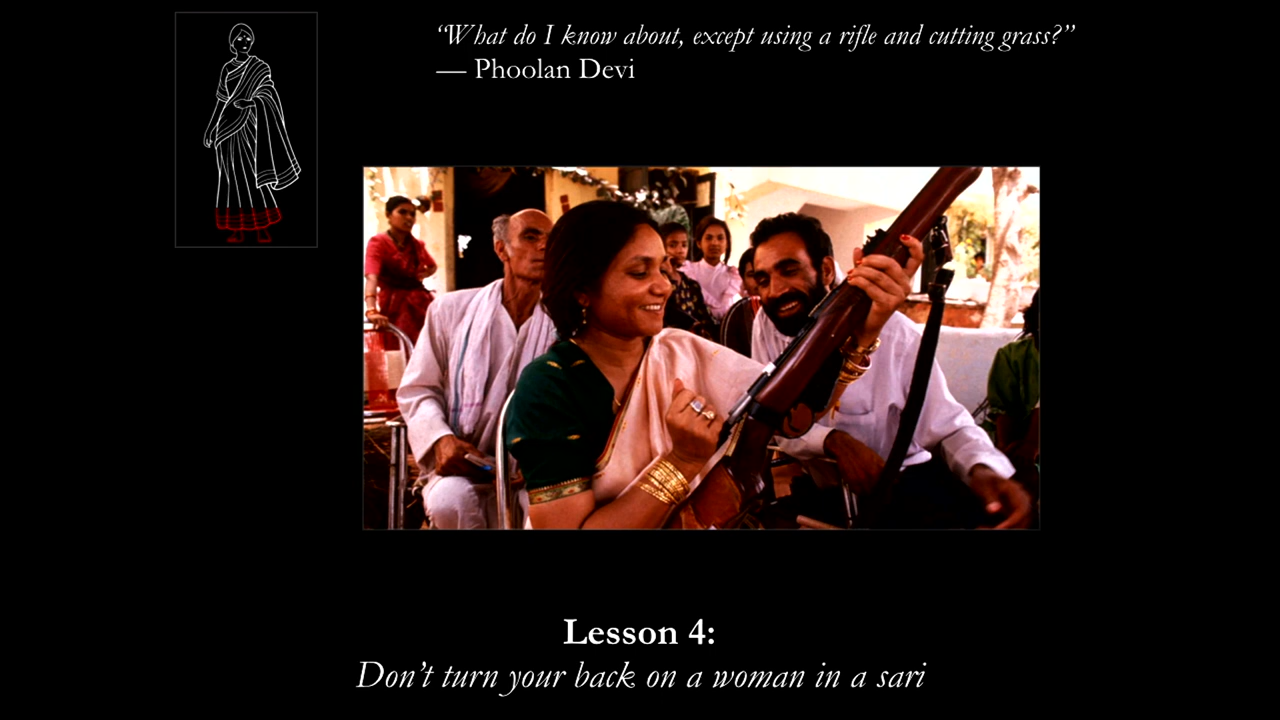 “What do I know about, except using a rifle and cutting grass?”
— Phoolan Devi
Lesson 4:
Don’t turn your back on a woman in a sari